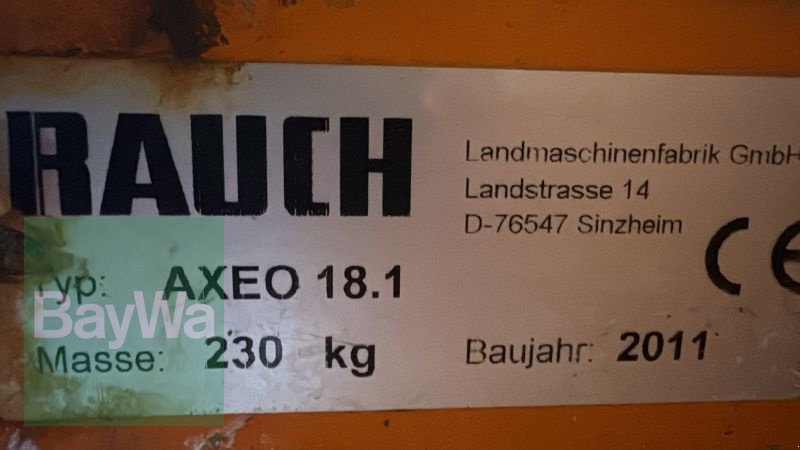 RAUCH
Landmaschinenfabrik GmbH
Landstrasse 14
D-76547 Sinzheim
CE
Typ: AXEO 18.1
BayWa
Masse: 230 kg
Baujahr: 2011